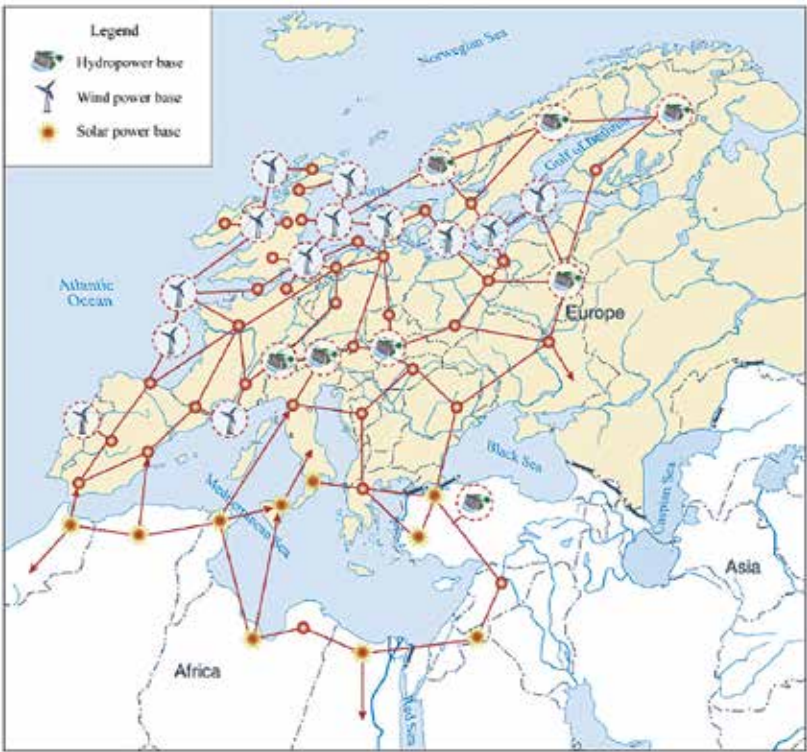 Legend
Hydropower base
Wind power base
Solar power base
Norwegian Sea
Gulf of Bothnia
Atlantic
Ocean
Europe
Black Sea
Caspian Sea
Mediterranean Sea
Asia
Africa
Red Sea